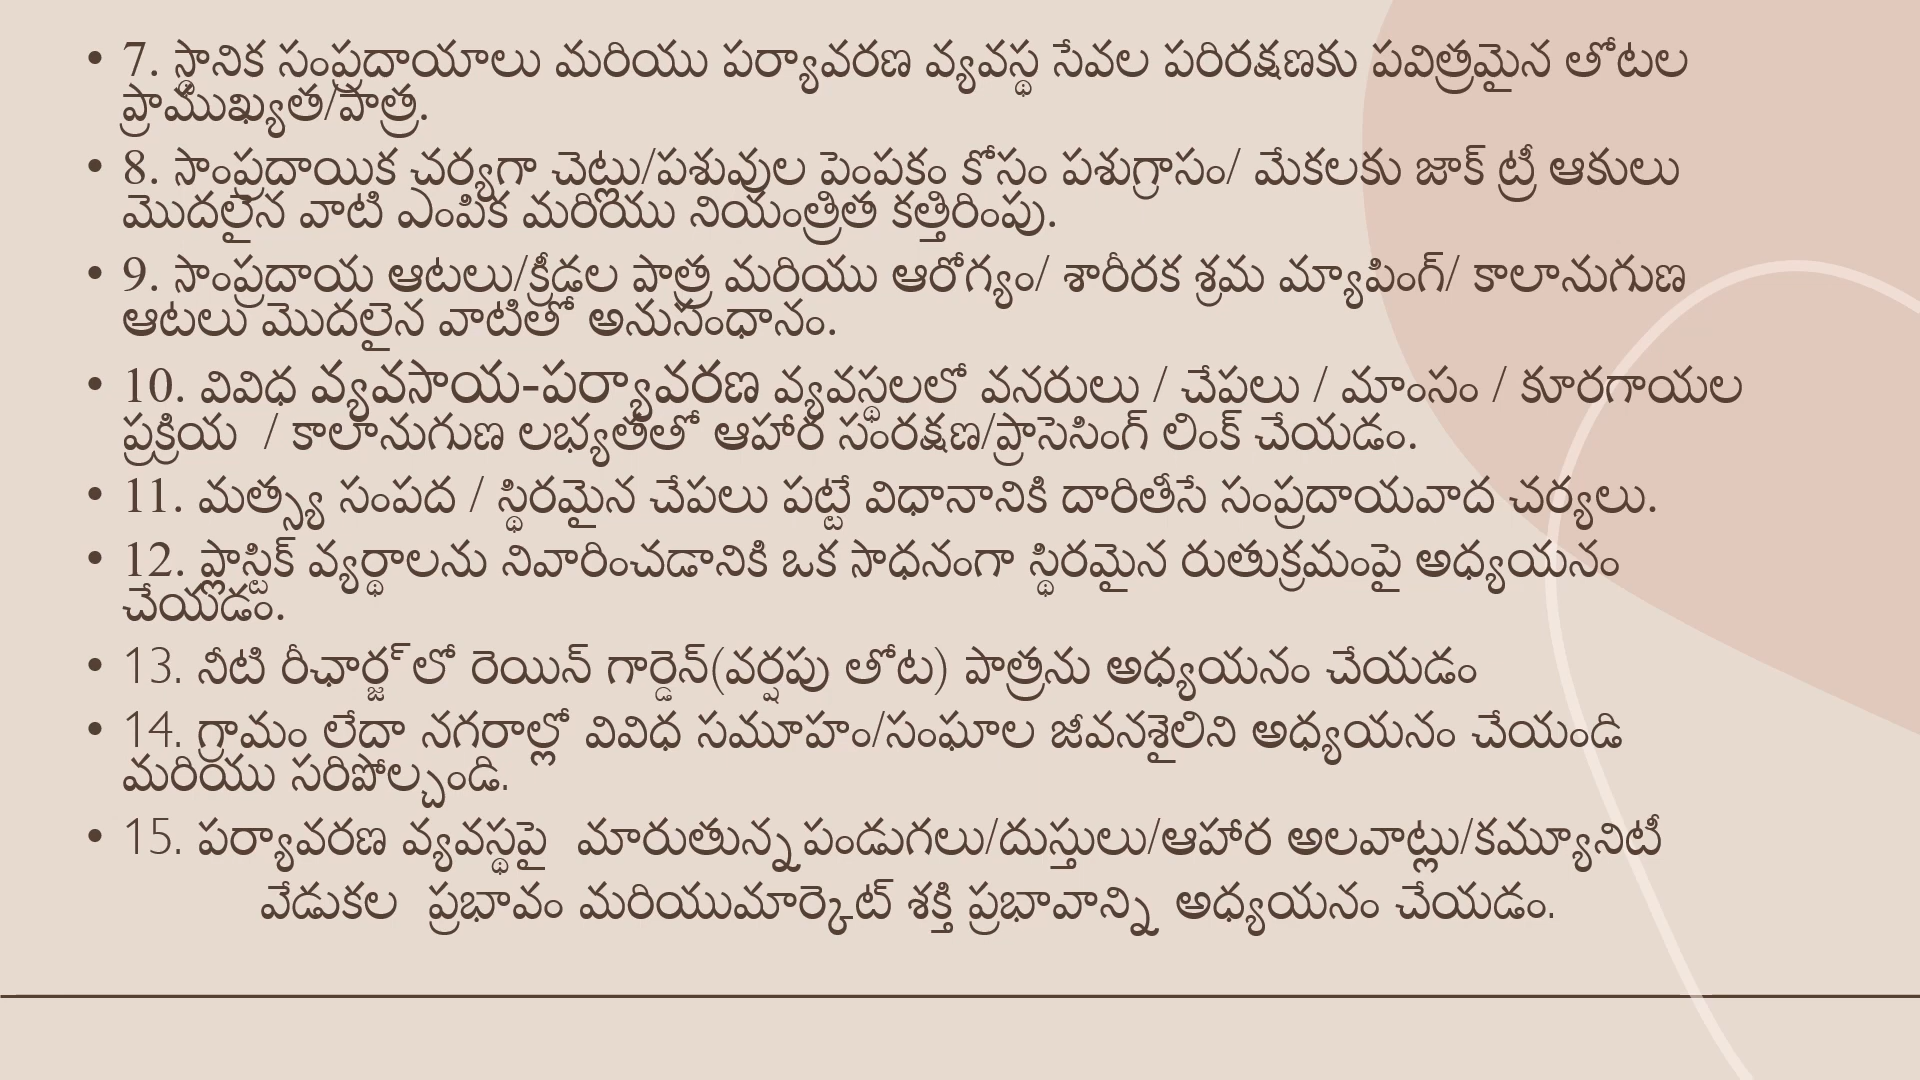 • 7. స్థానిక సంప్రదాయాలు మరియు పర్యావరణ వ్యవస్థ సేవల పరిరక్షణకు పవిత్రమైన తోటల
ప్రాముఖ్యత/పాత్ర.
• 8. సాంప్రదాయిక చర్యగా చెట్లు/పశువుల పెంపకం కోసం పశుగ్రాసం/ మేకలకు జాక్ ట్రీ ఆకులు
మొదలైన వాటి ఎంపిక మరియు నియంత్రిత కత్తిరింపు.
• 9. సాంప్రదాయ ఆటలు/క్రీడల పాత్ర మరియు ఆరోగ్యం/ శారీరక శ్రమ మ్యాపింగ్/ కాలానుగుణ
ఆటలు మొదలైన వాటితో అనుసంధానం.
• 10. వివిధ వ్యవసాయ-పర్యావరణ వ్యవస్థలలో వనరులు / చేపలు / మాంసం / కూరగాయల
ప్రక్రియ / కాలానుగుణ లభ్యతతో ఆహార సంరక్షణ/ప్రాసెసింగ్ లింక్ చేయడం.
• 11. మత్స్య సంపద / స్థిరమైన చేపలు పట్టే విధానానికి దారితీసే సంప్రదాయవాద చర్యలు.
• 12. ప్లాస్టిక్ వ్యర్థాలను నివారించడానికి ఒక సాధనంగా స్థిరమైన రుతుక్రమంపై అధ్యయనం
చేయడం.
• 13. నీటి రీఛార్జ్‌లో రెయిన్ గార్డెన్(వర్షపు తోట) పాత్రను అధ్యయనం చేయడం
• 14. గ్రామం లేదా నగరాల్లో వివిధ సమూహం/సంఘాల జీవనశైలిని అధ్యయనం చేయండి
మరియు సరిపోల్చండి.
• 15. పర్యావరణ వ్యవస్థపై మారుతున్న పండుగలు/దుస్తులు/ఆహార అలవాట్లు/కమ్యూనిటీ
వేడుకల ప్రభావం మరియుమార్కెట్ శక్తి ప్రభావాన్ని అధ్యయనం చేయడం.